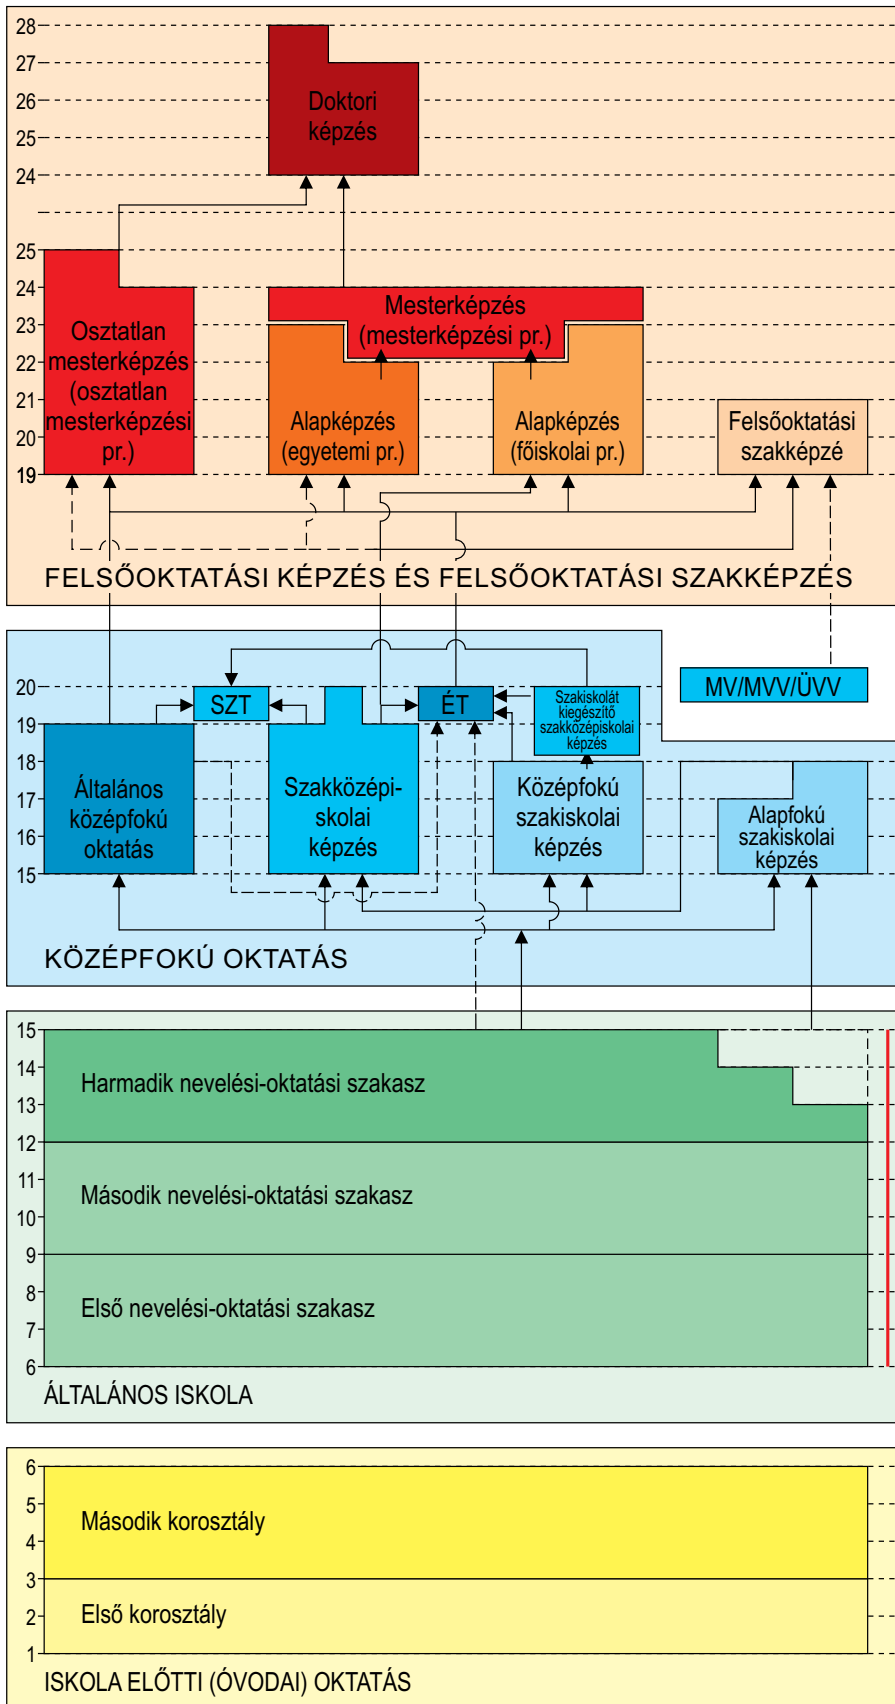 28
27
26
25
24
Doktori
képzés
25
24
23
22
21
20
19
Osztatlan
mesterképzés
(osztatlan
mesterképzési
pr.)
Mesterképzés
(mesterképzési pr.)
Alapképzés
(egyetemi pr.)
Alapképzés
(főiskolai pr.)
Felsőoktatási
szakképzé
FELSŐOKTATÁSI KÉPZÉS ÉS FELSŐOKTATÁSI SZAKKÉPZÉS
20
19
18
17
16
15
SZT
ÉT
Szakiskolát
kiegészítő
szakközépiskolai
képzés
MV/MVV/ÜVV
Általános
középfokú
oktatás
Szakközépi-
skolai
képzés
Középfokú
szakiskolai
képzés
Alapfokú
szakiskolai
képzés
KÖZÉPFOKÚ OKTATÁS
15
14
13
12
11
10
9
8
7
6
Harmadik nevelési-oktatási szakasz
Második nevelési-oktatási szakasz
Első nevelési-oktatási szakasz
ÁLTALÁNOS ISKOLA
6
5
4
3
2
1
Második korosztály
Első korosztály
ISKOLA ELŐTTI (ÓVODAI) OKTATÁS